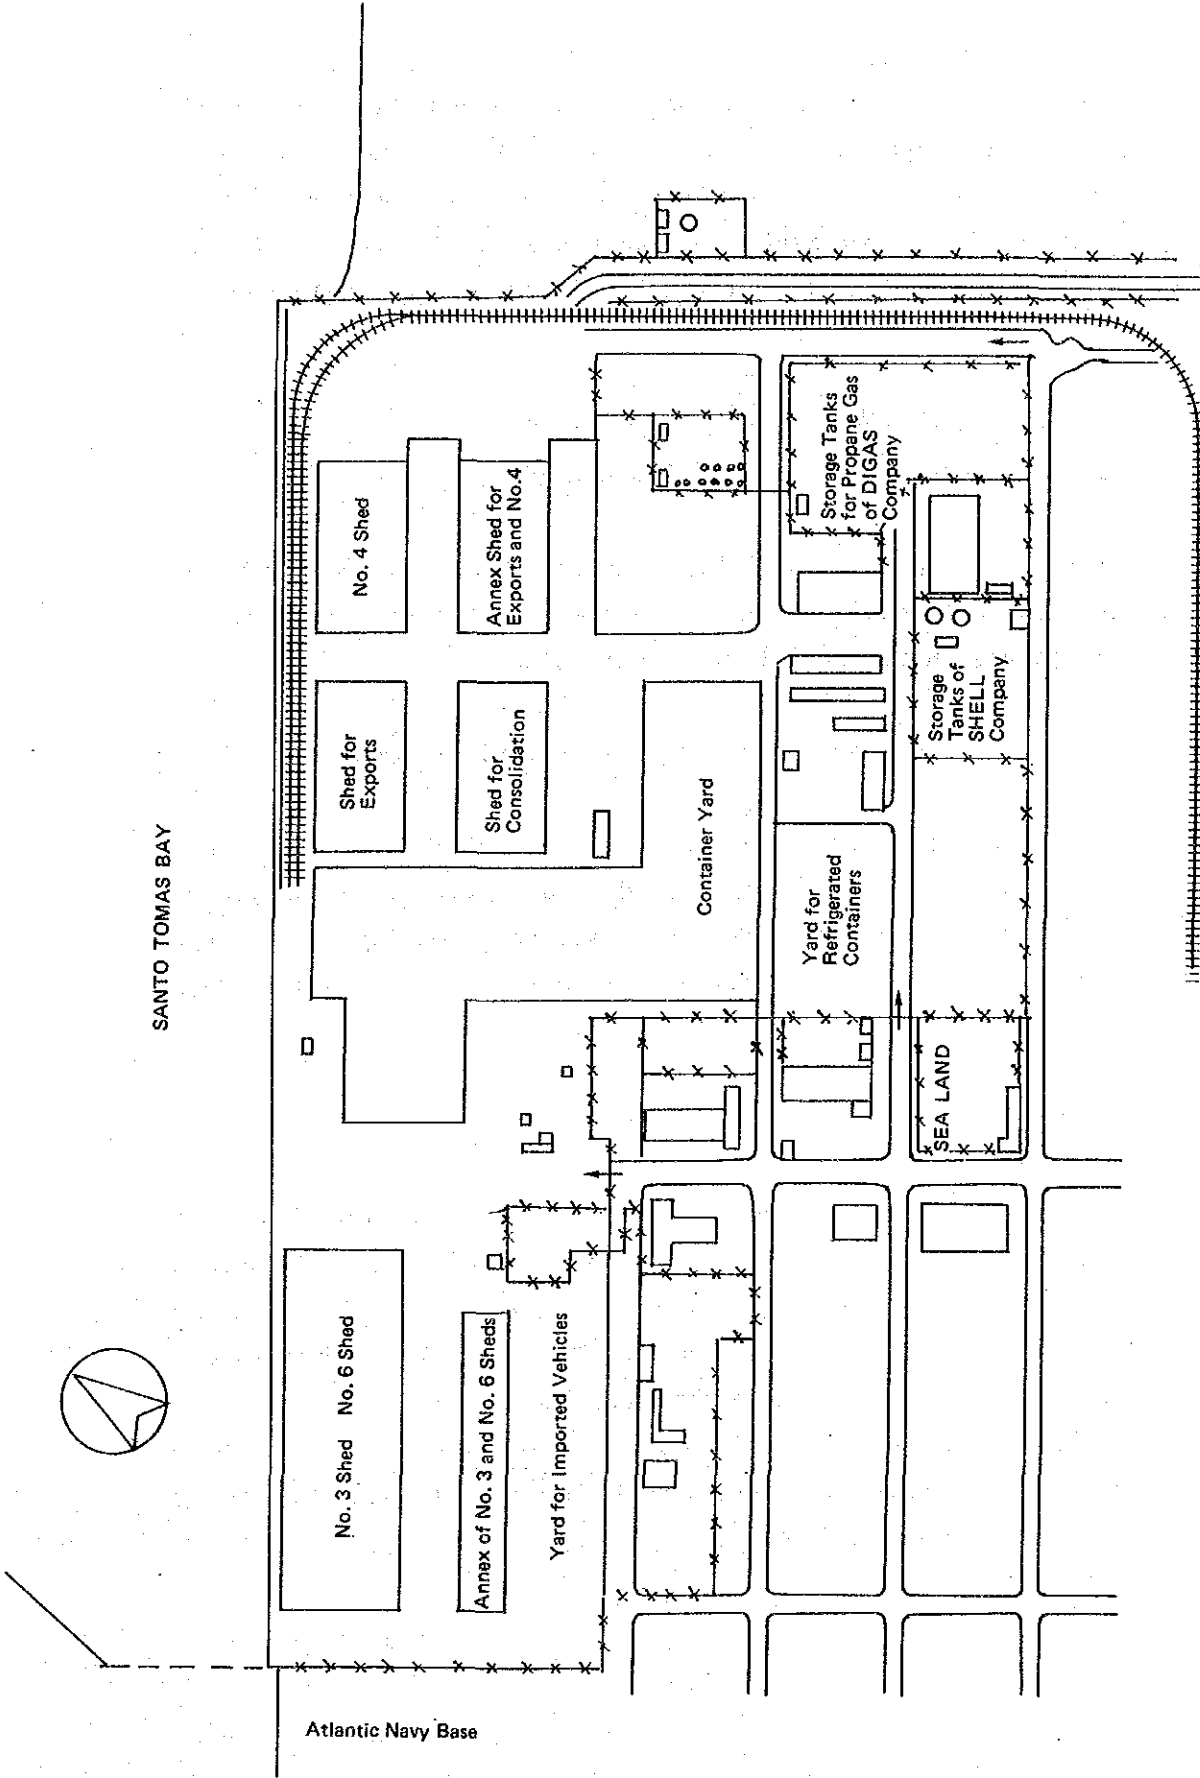 SANTO TOMAS BAY
No. 3 Shed No. 6 Shed
Shed for
Exports
No. 4 Shed
Annex of No. 3 and No. 6 Sheds
Shed for
Consolidation
Annex Shed for
Exports and No.4
Yard for Imported Vehicles
Container Yard
Yard for
Refrigerated
Containers
Storage Tanks
for Propane Gas
of DIGAS
Company
SEA LAND
Storage
Tanks of
SHELL
Company
Atlantic Navy Base